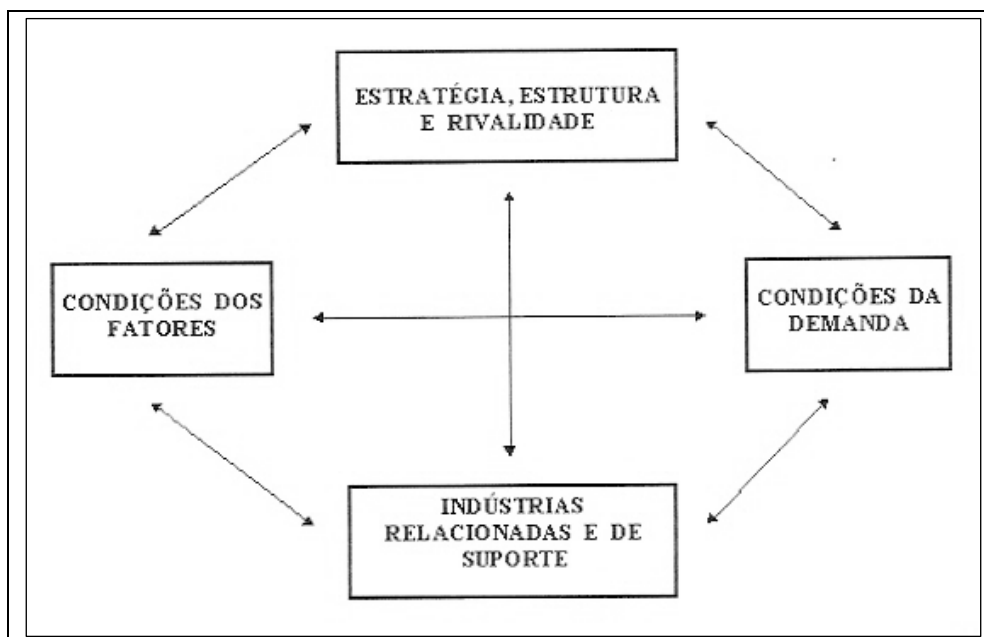 ESTRATÉGIA, ESTRUTURA
E RIVALIDADE
CONDIÇÕES DOS
FATORES
CONDIÇÕES DA
DEMANDA
INDÚSTRIAS
RELACIONADAS E DE
SUPORTE